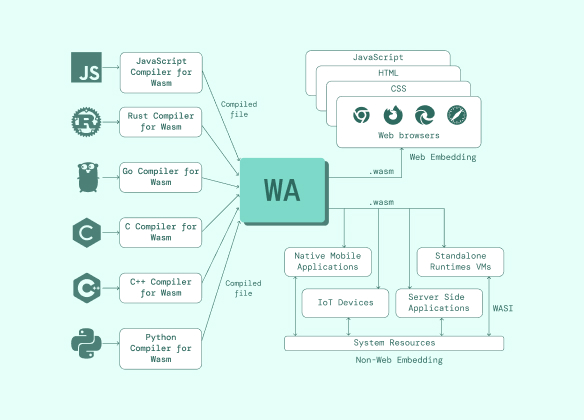 JS
JavaScript
Compiler for
Wasm
R
Rust Compiler
for Wasm
Go Compiler for
Wasm
C
C Compiler for
Wasm
C++
C++ Compiler
for Wasm
Python
Compiler for
Wasm
Compiled
file
Compiled
file
WA
JavaScript
HTML
CSS
Web browsers
Web Embedding
.wasm
.wasm
Native Mobile
Applications
Standalone
Runtimes VMs
IoT Devices
Server Side
Applications
WASI
System Resources
Non-Web Embedding